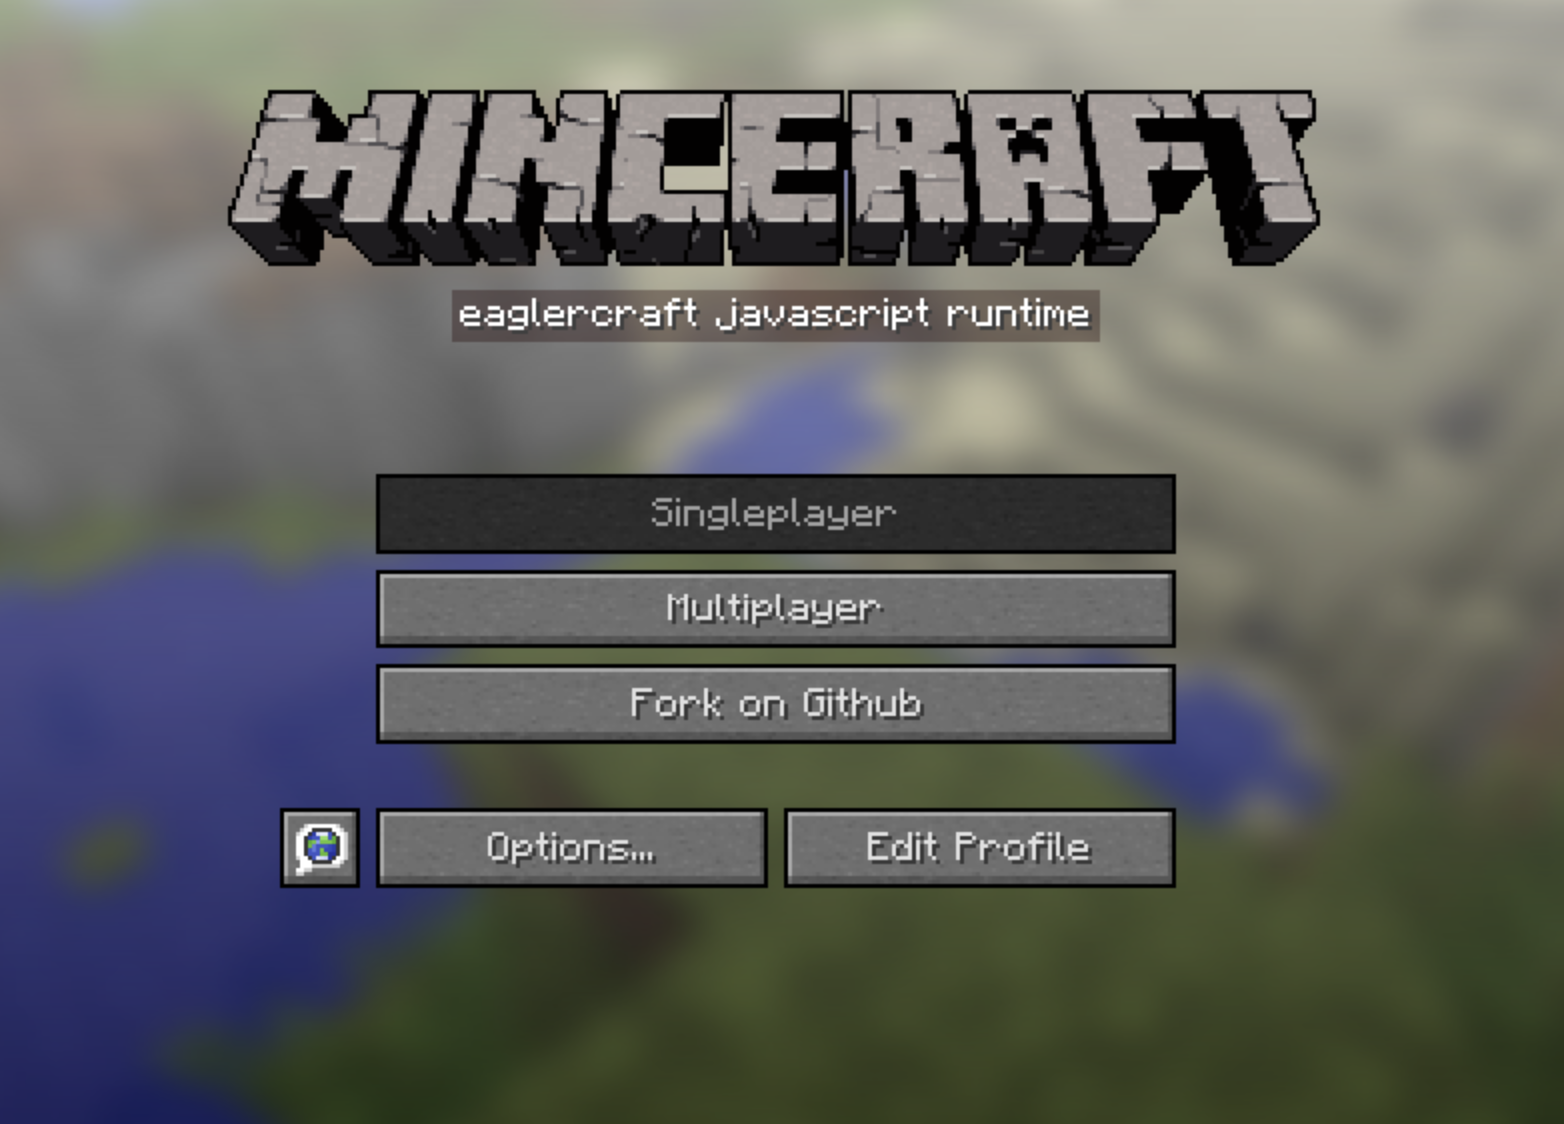 MINCERAFT
eaglercraft javascript runtime
Singleplayer
Multiplayer
Fork on Github
Options...
Edit Profile